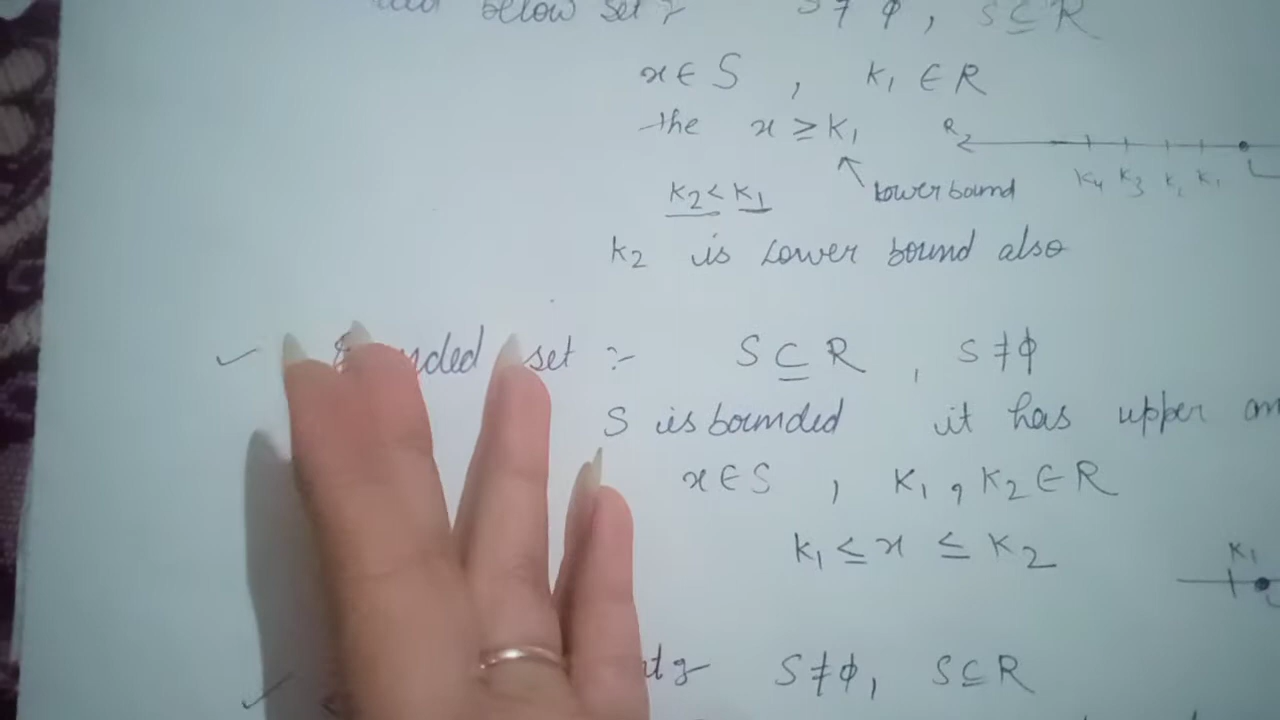 below set :- S ≠ ϕ, S ⊆ R
x ∈ S , K₁ ∈ R
the x ≥ K₁ R
K₄ K₃ K₂ K₁
K₂ < K₁ Lower bound
K₂ is Lower bound also
set :- S ⊆ R , S ≠ ϕ
S is bounded it has upper
x ∈ S , K₁ , K₂ ∈ R
K₁ ≤ x ≤ K₂
K₁
S ≠ ϕ, S ⊆ R